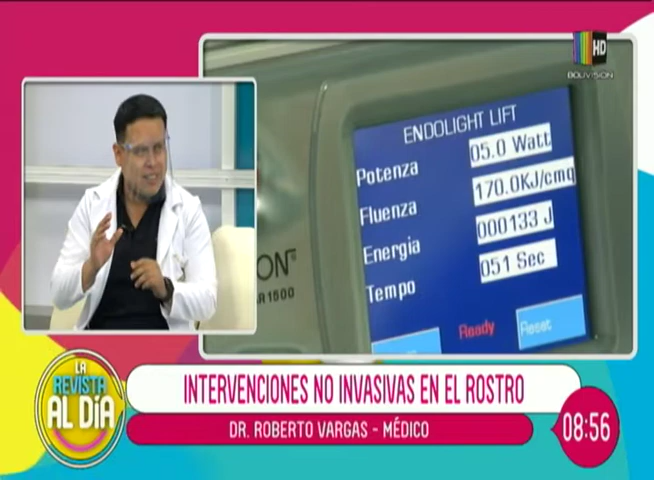 HD
BOLIVISIÓN
ENDOLIGHT LIFT
Potenza 05.0 Watt
Fluenza 170.0KJ/cmq
Energia 000133 J
Tempo 051 Sec
Ready Reset
ON
R1500
LA REVISTA AL DÍA
INTERVENCIONES NO INVASIVAS EN EL ROSTRO
DR. ROBERTO VARGAS - MÉDICO
08:56